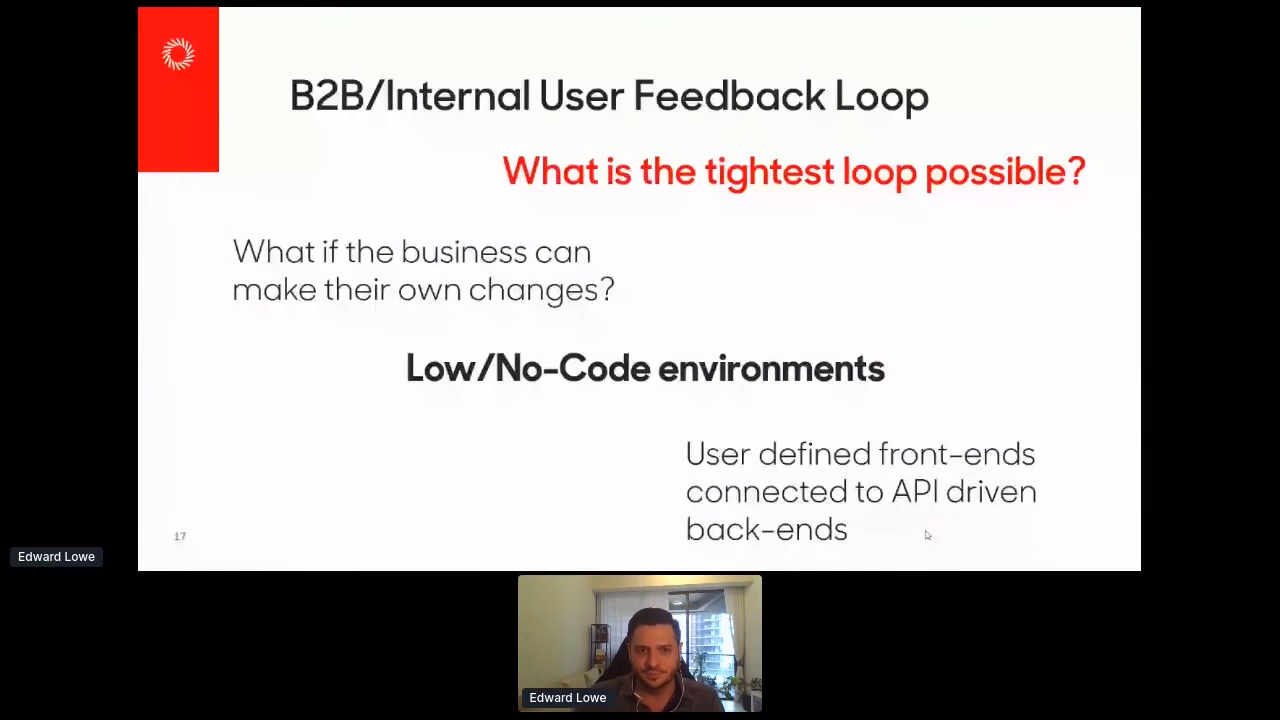 B2B/Internal User Feedback Loop
What is the tightest loop possible?
What if the business can
make their own changes?
Low/No-Code environments
User defined front-ends
connected to API driven
back-ends
17
Edward Lowe
Edward Lowe